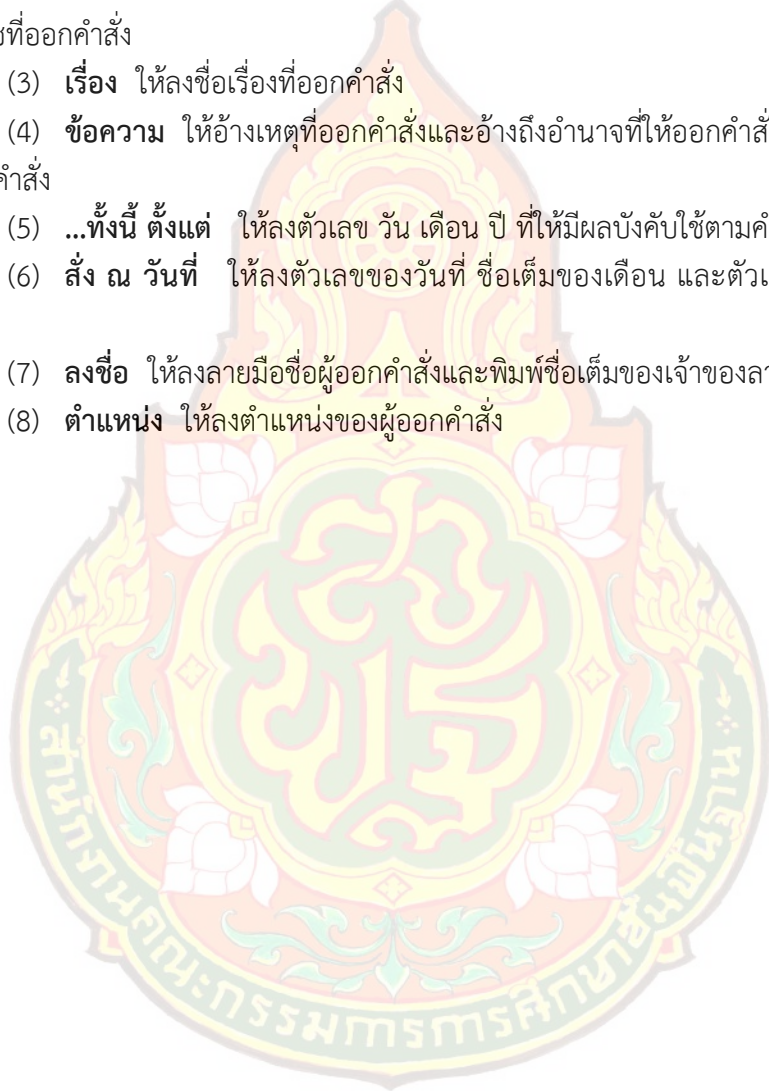 ที่ออกคำสั่ง
(3) เรื่อง ให้ลงชื่อเรื่องที่ออกคำสั่ง
(4) ข้อความ ให้อ้างเหตุที่ออกคำสั่งและอ้างถึงอำนาจที่ให้ออกคำสั่
คำสั่ง
(5) ...ทั้งนี้ ตั้งแต่ ให้ลงตัวเลข วัน เดือน ปี ที่ให้มีผลบังคับใช้ตามคำ
(6) สั่ง ณ วันที่ ให้ลงตัวเลขของวันที่ ชื่อเต็มของเดือน และตัวเ
(7) ลงชื่อ ให้ลงลายมือชื่อผู้ออกคำสั่งและพิมพ์ชื่อเต็มของเจ้าของลา
(8) ตำแหน่ง ให้ลงตำแหน่งของผู้ออกคำสั่ง
สพฐ
สำนักงานคณะกรรมการการศึกษาขั้นพื้นฐาน